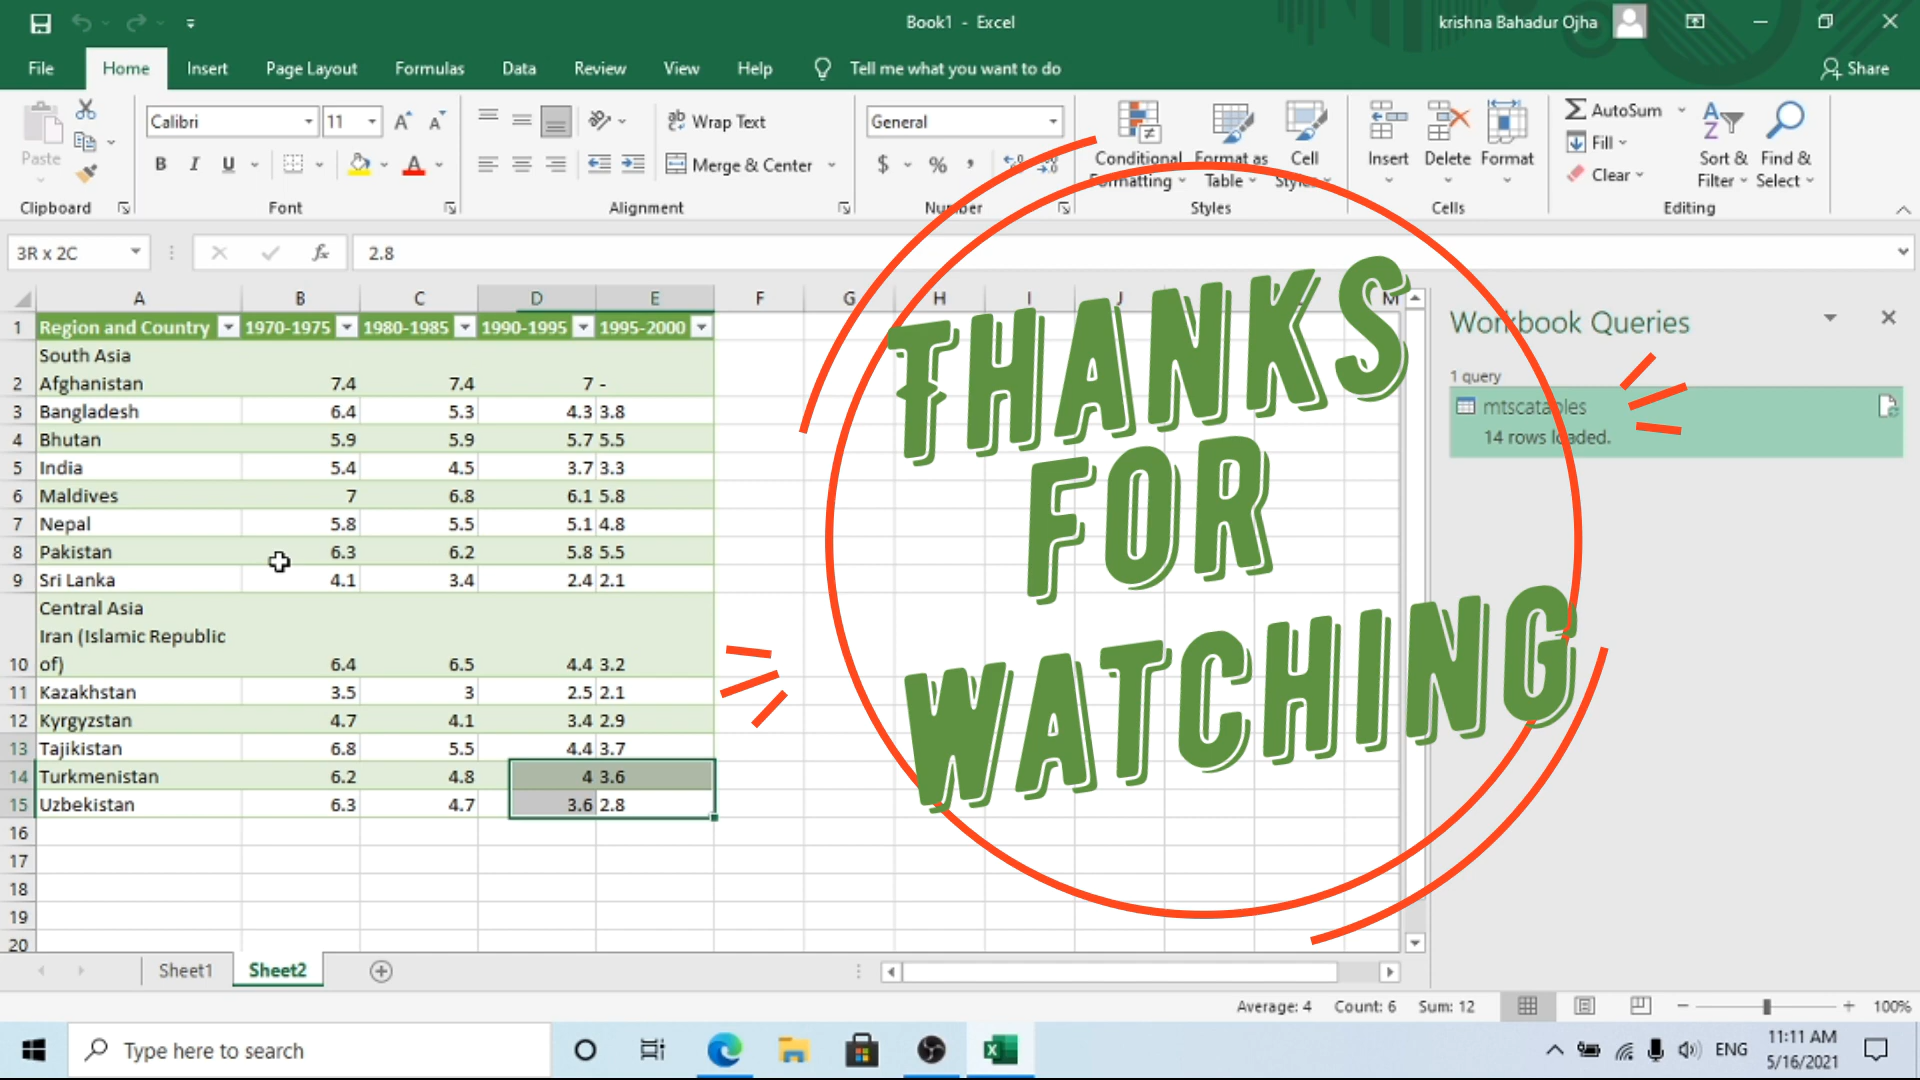 Book1 - Excel
krishna Bahadur Ojha
File Home Insert Page Layout Formulas Data Review View Help Tell me what you want to do Share
Paste
Calibri 11
B I U A
Wrap Text
Merge & Center
General
$ % ,
Conditional Formatting
Format as Table
Cell Styles
Insert Delete Format
AutoSum
Fill
Clear
Sort & Filter
Find & Select
Clipboard Font Alignment Number Styles Cells Editing
3R x 2C fx 2.8
A B C D E F G H I J M
1 Region and Country 1970-1975 1980-1985 1990-1995 1995-2000
South Asia
2 Afghanistan 7.4 7.4 7 -
3 Bangladesh 6.4 5.3 4.3 3.8
4 Bhutan 5.9 5.9 5.7 5.5
5 India 5.4 4.5 3.7 3.3
6 Maldives 7 6.8 6.1 5.8
7 Nepal 5.8 5.5 5.1 4.8
8 Pakistan 6.3 6.2 5.8 5.5
9 Sri Lanka 4.1 3.4 2.4 2.1
Central Asia
Iran (Islamic Republic
10 of) 6.4 6.5 4.4 3.2
11 Kazakhstan 3.5 3 2.5 2.1
12 Kyrgyzstan 4.7 4.1 3.4 2.9
13 Tajikistan 6.8 5.5 4.4 3.7
14 Turkmenistan 6.2 4.8 4 3.6
15 Uzbekistan 6.3 4.7 3.6 2.8
16
17
18
19
20
THANKS
FOR
WATCHING
Workbook Queries
1 query
mtscatables
14 rows loaded.
Sheet1 Sheet2
Average: 4 Count: 6 Sum: 12 100%
Type here to search
ENG
11:11 AM
5/16/2021